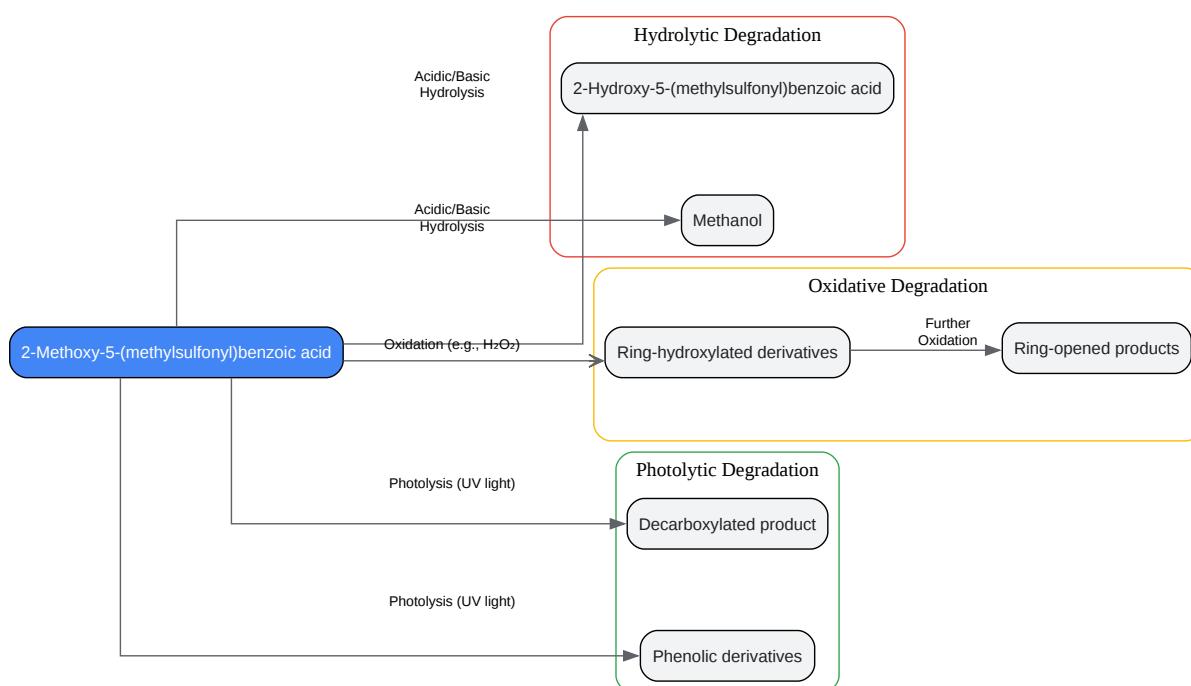 Hydrolytic Degradation
Acidic/Basic
Hydrolysis
2-Hydroxy-5-(methylsulfonyl)benzoic acid
Acidic/Basic
Hydrolysis
Methanol
Oxidative Degradation
2-Methoxy-5-(methylsulfonyl)benzoic acid
Oxidation (e.g., H₂O₂)
Ring-hydroxylated derivatives
Further
Oxidation
Ring-opened products
Photolytic Degradation
Photolysis (UV light)
Decarboxylated product
Photolysis (UV light)
Phenolic derivatives